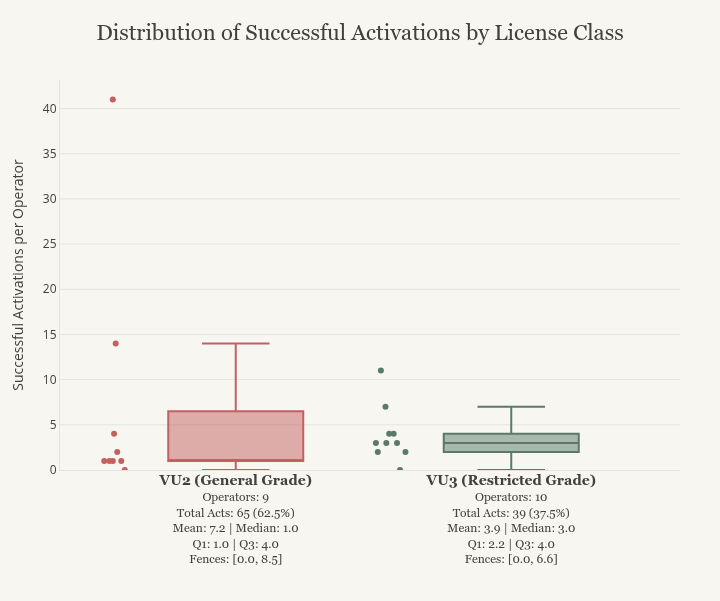 Distribution of Successful Activations by License Class
Successful Activations per Operator
40
35
30
25
20
15
10
5
0
VU2 (General Grade)
Operators: 9
Total Acts: 65 (62.5%)
Mean: 7.2 | Median: 1.0
Q1: 1.0 | Q3: 4.0
Fences: [0.0, 8.5]
VU3 (Restricted Grade)
Operators: 10
Total Acts: 39 (37.5%)
Mean: 3.9 | Median: 3.0
Q1: 2.2 | Q3: 4.0
Fences: [0.0, 6.6]